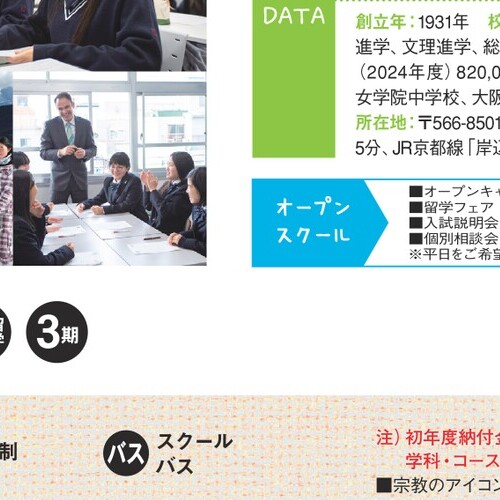 DATA
創立年：1931年
進学、文理進学、総
（2024年度）820,0
女学院中学校、大阪
所在地：〒566-8501
5分、JR京都線「岸辺
オープン
スクール
■オープンキャ
■留学フェア
■入試説明会
■個別相談会
※平日をご希望
3期
制
バス
スクール
バス
注）初年度納付金
学科・コース
■宗教のアイコン